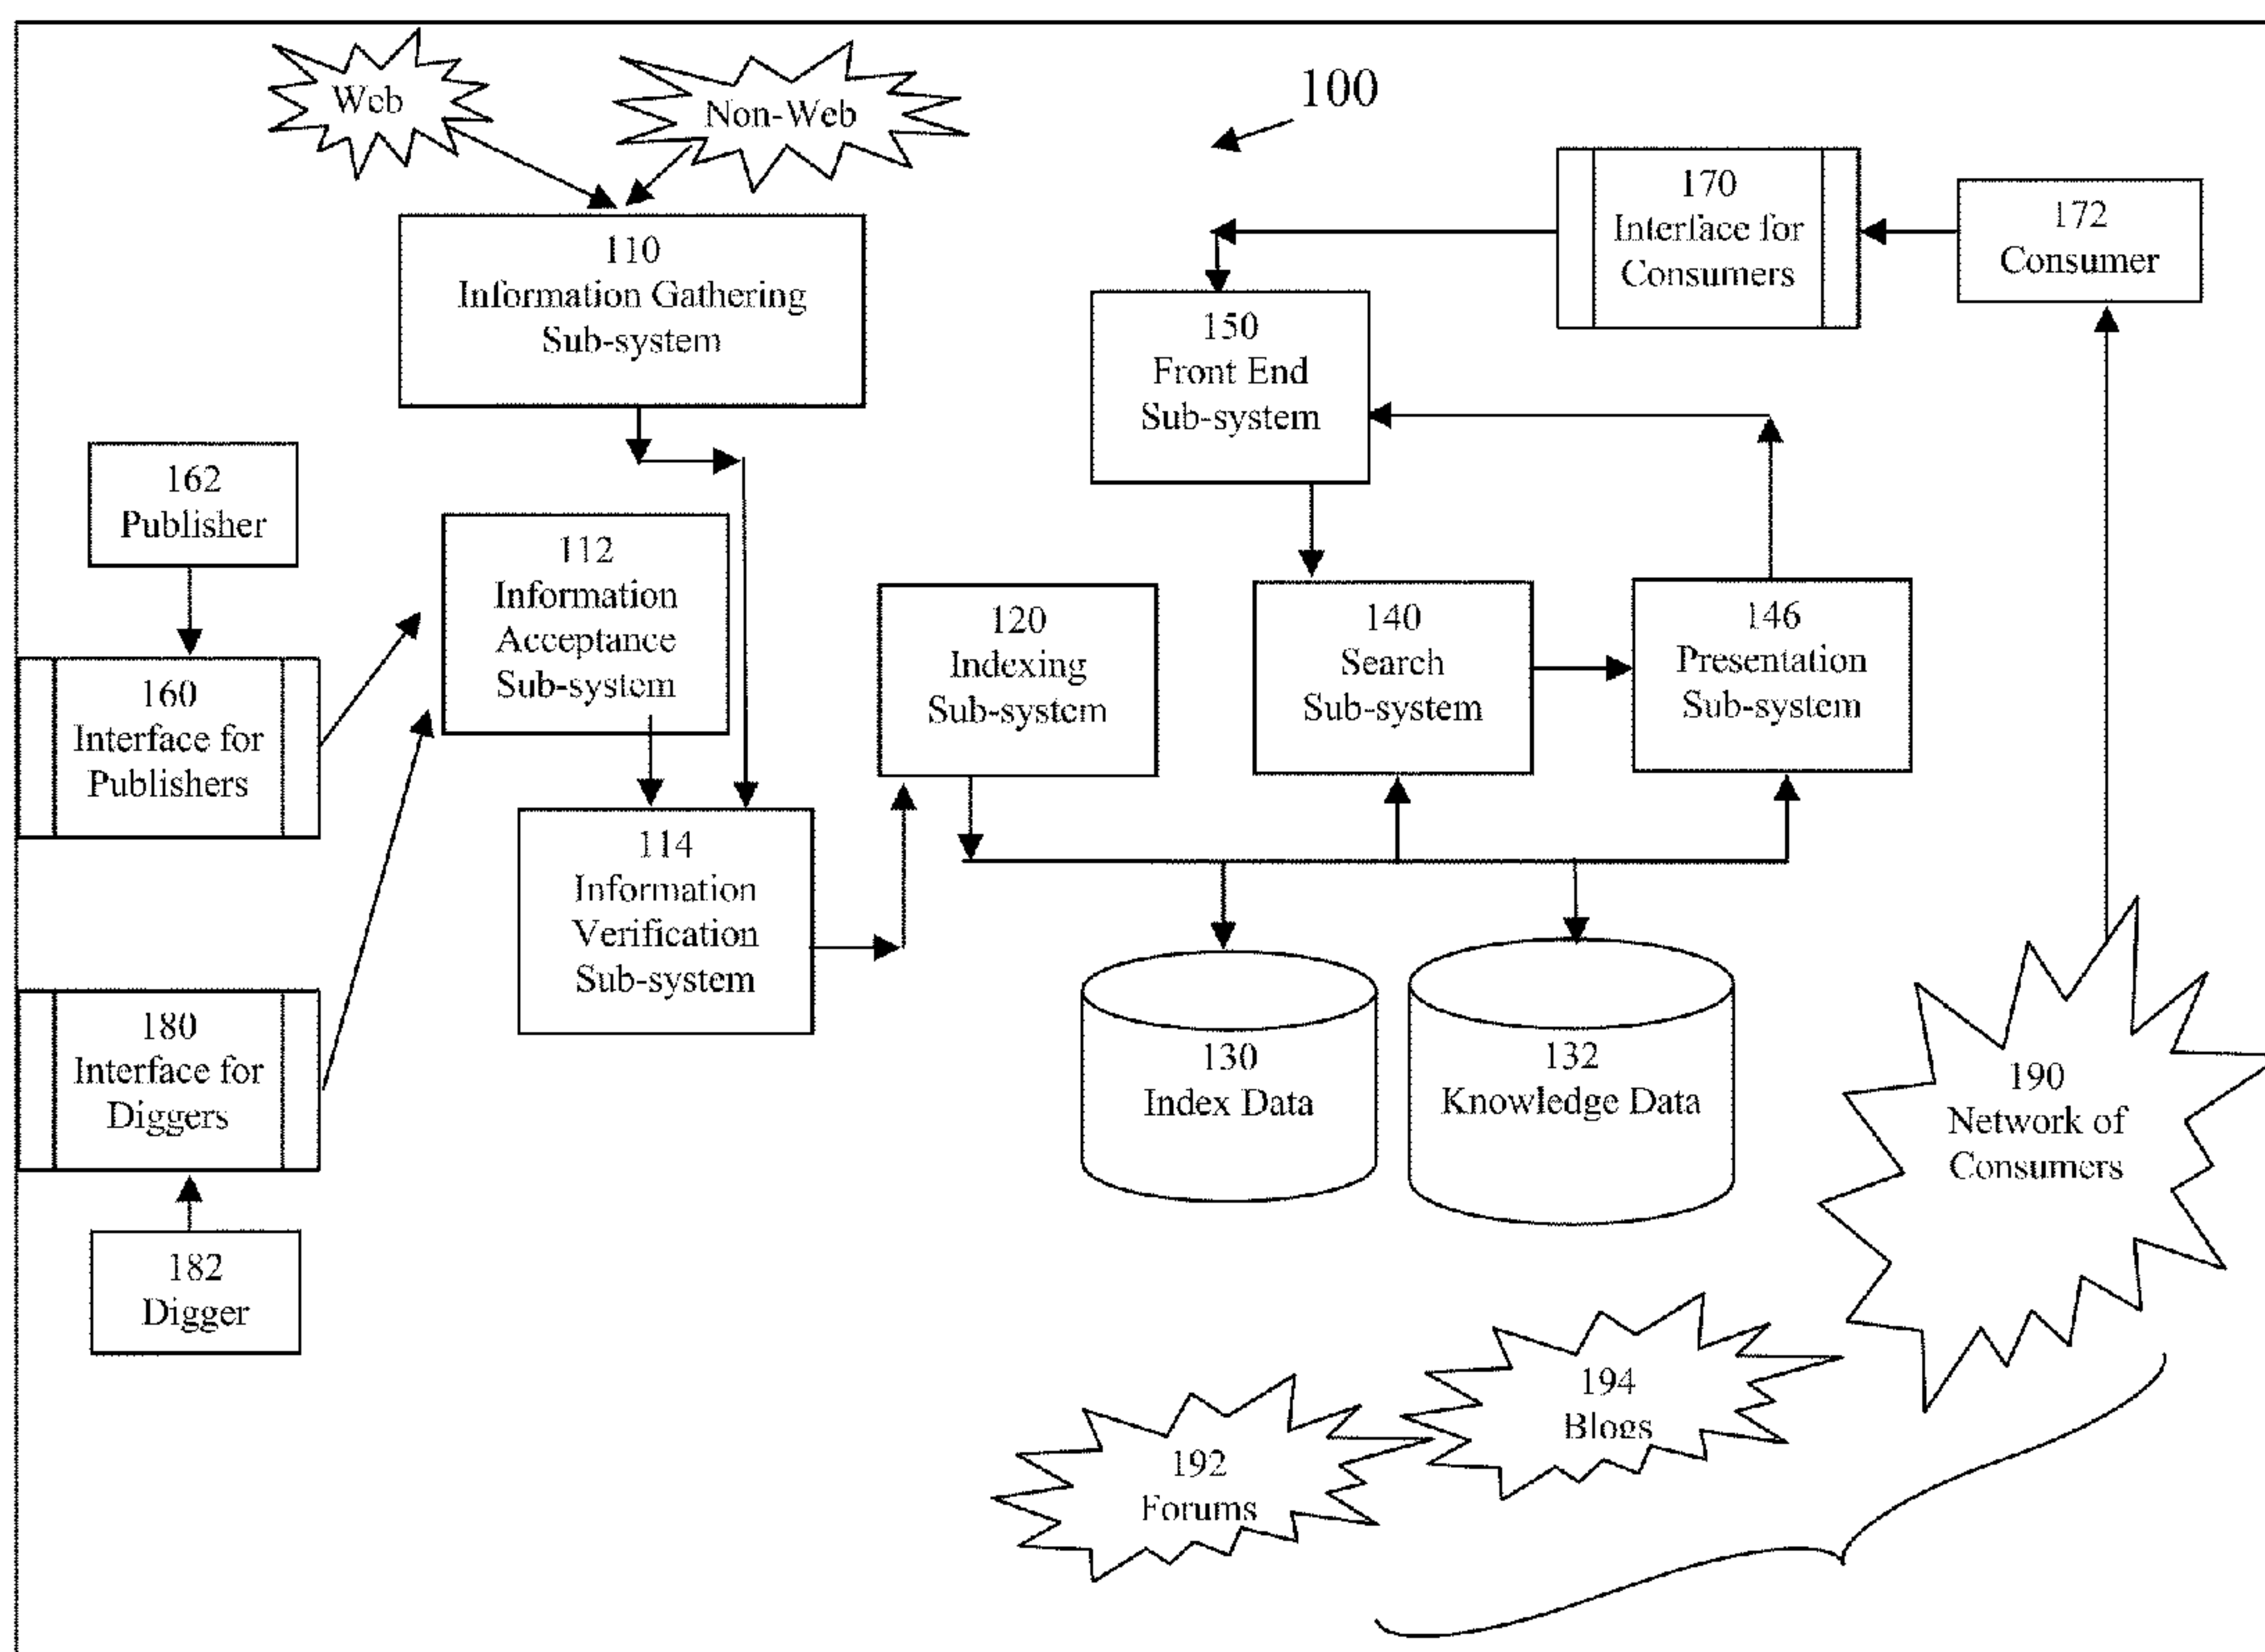 Web
Non-Web
100
110
Information Gathering
Sub-system
170
Interface for
Consumers
172
Consumer
150
Front End
Sub-system
162
Publisher
112
Information
Acceptance
Sub-system
160
Interface for
Publishers
120
Indexing
Sub-system
140
Search
Sub-system
146
Presentation
Sub-system
114
Information
Verification
Sub-system
180
Interface for
Diggers
182
Digger
130
Index Data
132
Knowledge Data
190
Network of
Consumers
194
Blogs
192
Forums